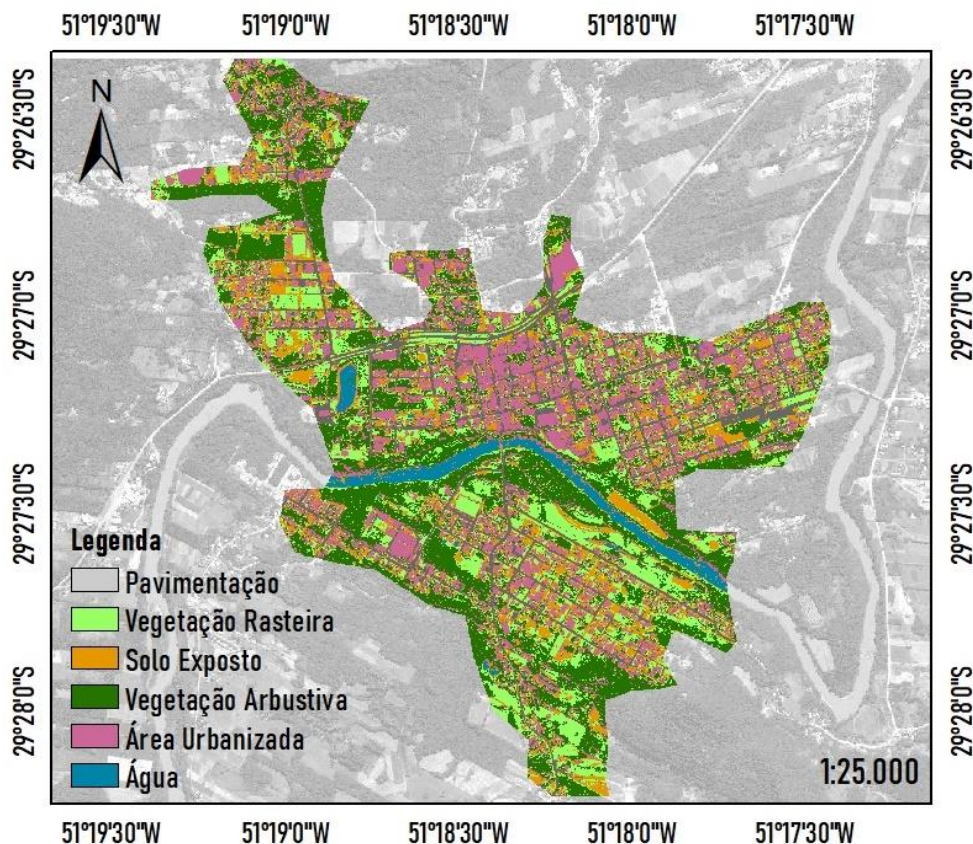 51°19'30"W 51°19'0"W 51°18'30"W 51°18'0"W 51°17'30"W
29°26'30"S
29°27'0"S
29°27'30"S
29°28'0"S
N
29°26'30"S
29°27'0"S
29°27'30"S
29°28'0"S
Legenda
Pavimentação
Vegetação Rasteira
Solo Exposto
Vegetação Arbustiva
Área Urbanizada
Água
1:25.000
51°19'30"W 51°19'0"W 51°18'30"W 51°18'0"W 51°17'30"W